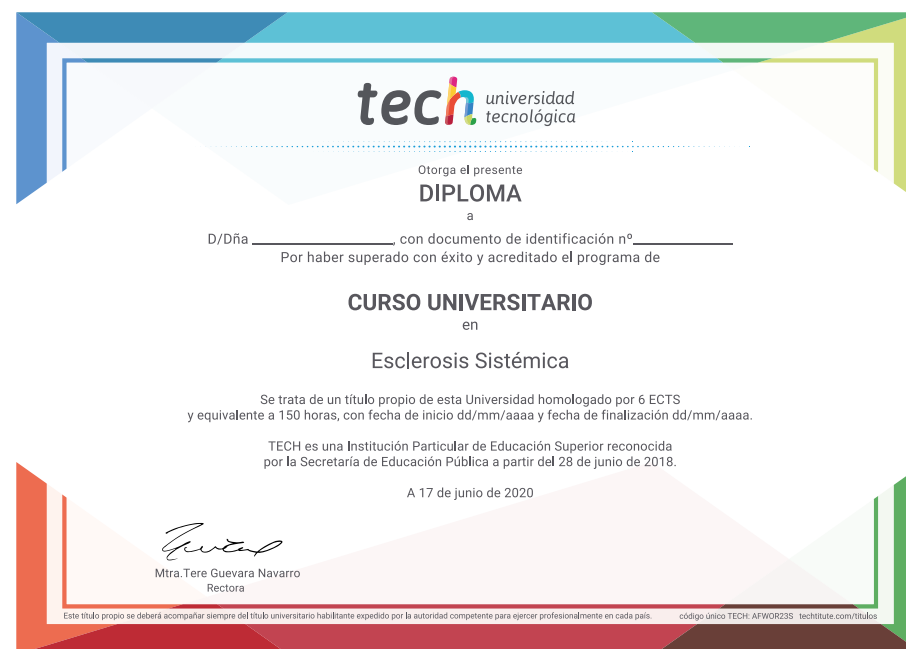 tech universidad
tecnológica
Otorga el presente
DIPLOMA
a
D/Dña ____________________, con documento de identificación nº______________
Por haber superado con éxito y acreditado el programa de
CURSO UNIVERSITARIO
en
Esclerosis Sistémica
Se trata de un título propio de esta Universidad homologado por 6 ECTS
y equivalente a 150 horas, con fecha de inicio dd/mm/aaaa y fecha de finalización dd/mm/aaaa.
TECH es una Institución Particular de Educación Superior reconocida
por la Secretaría de Educación Pública a partir del 28 de junio de 2018.
A 17 de junio de 2020
Mtra.Tere Guevara Navarro
Rectora
Este título propio se deberá acompañar siempre del título universitario habilitante expedido por la autoridad competente para ejercer profesionalmente en cada país. código único TECH: AFWOR23S techtitute.com/titulos